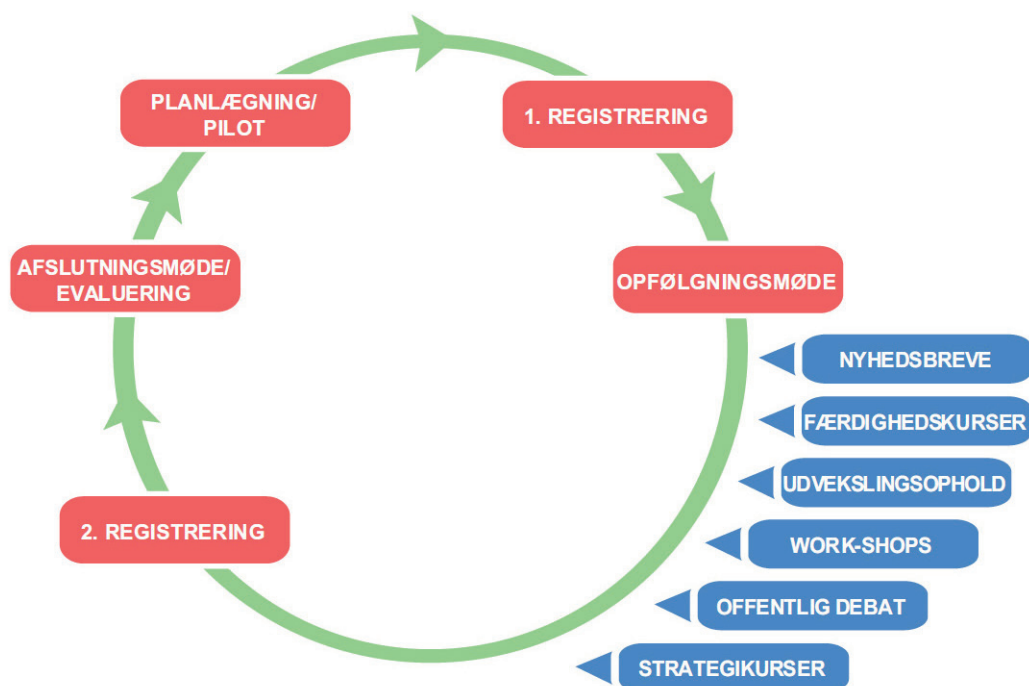 PLANLÆGNING/
PILOT
1. REGISTRERING
OPFØLGNINGSMØDE
NYHEDSBREVE
FÆRDIGHEDSKURSER
UDVEKSLINGSOPHOLD
WORK-SHOPS
OFFENTLIG DEBAT
STRATEGIKURSER
2. REGISTRERING
AFSLUTNINGSMØDE/
EVALUERING